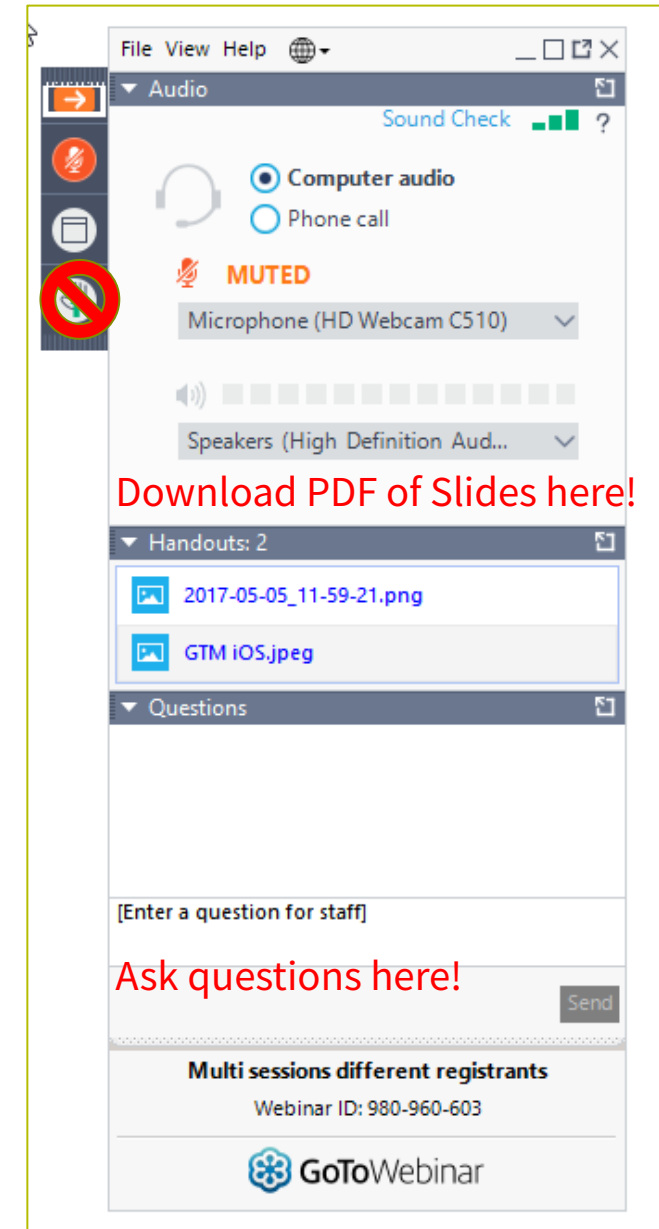 File View Help
Audio
Sound Check ?
Computer audio
Phone call
MUTED
Microphone (HD Webcam C510)
Speakers (High Definition Aud...
Download PDF of Slides here!
Handouts: 2
2017-05-05_11-59-21.png
GTM iOS.jpeg
Questions
[Enter a question for staff]
Ask questions here!
Send
Multi sessions different registrants
Webinar ID: 980-960-603
GoToWebinar